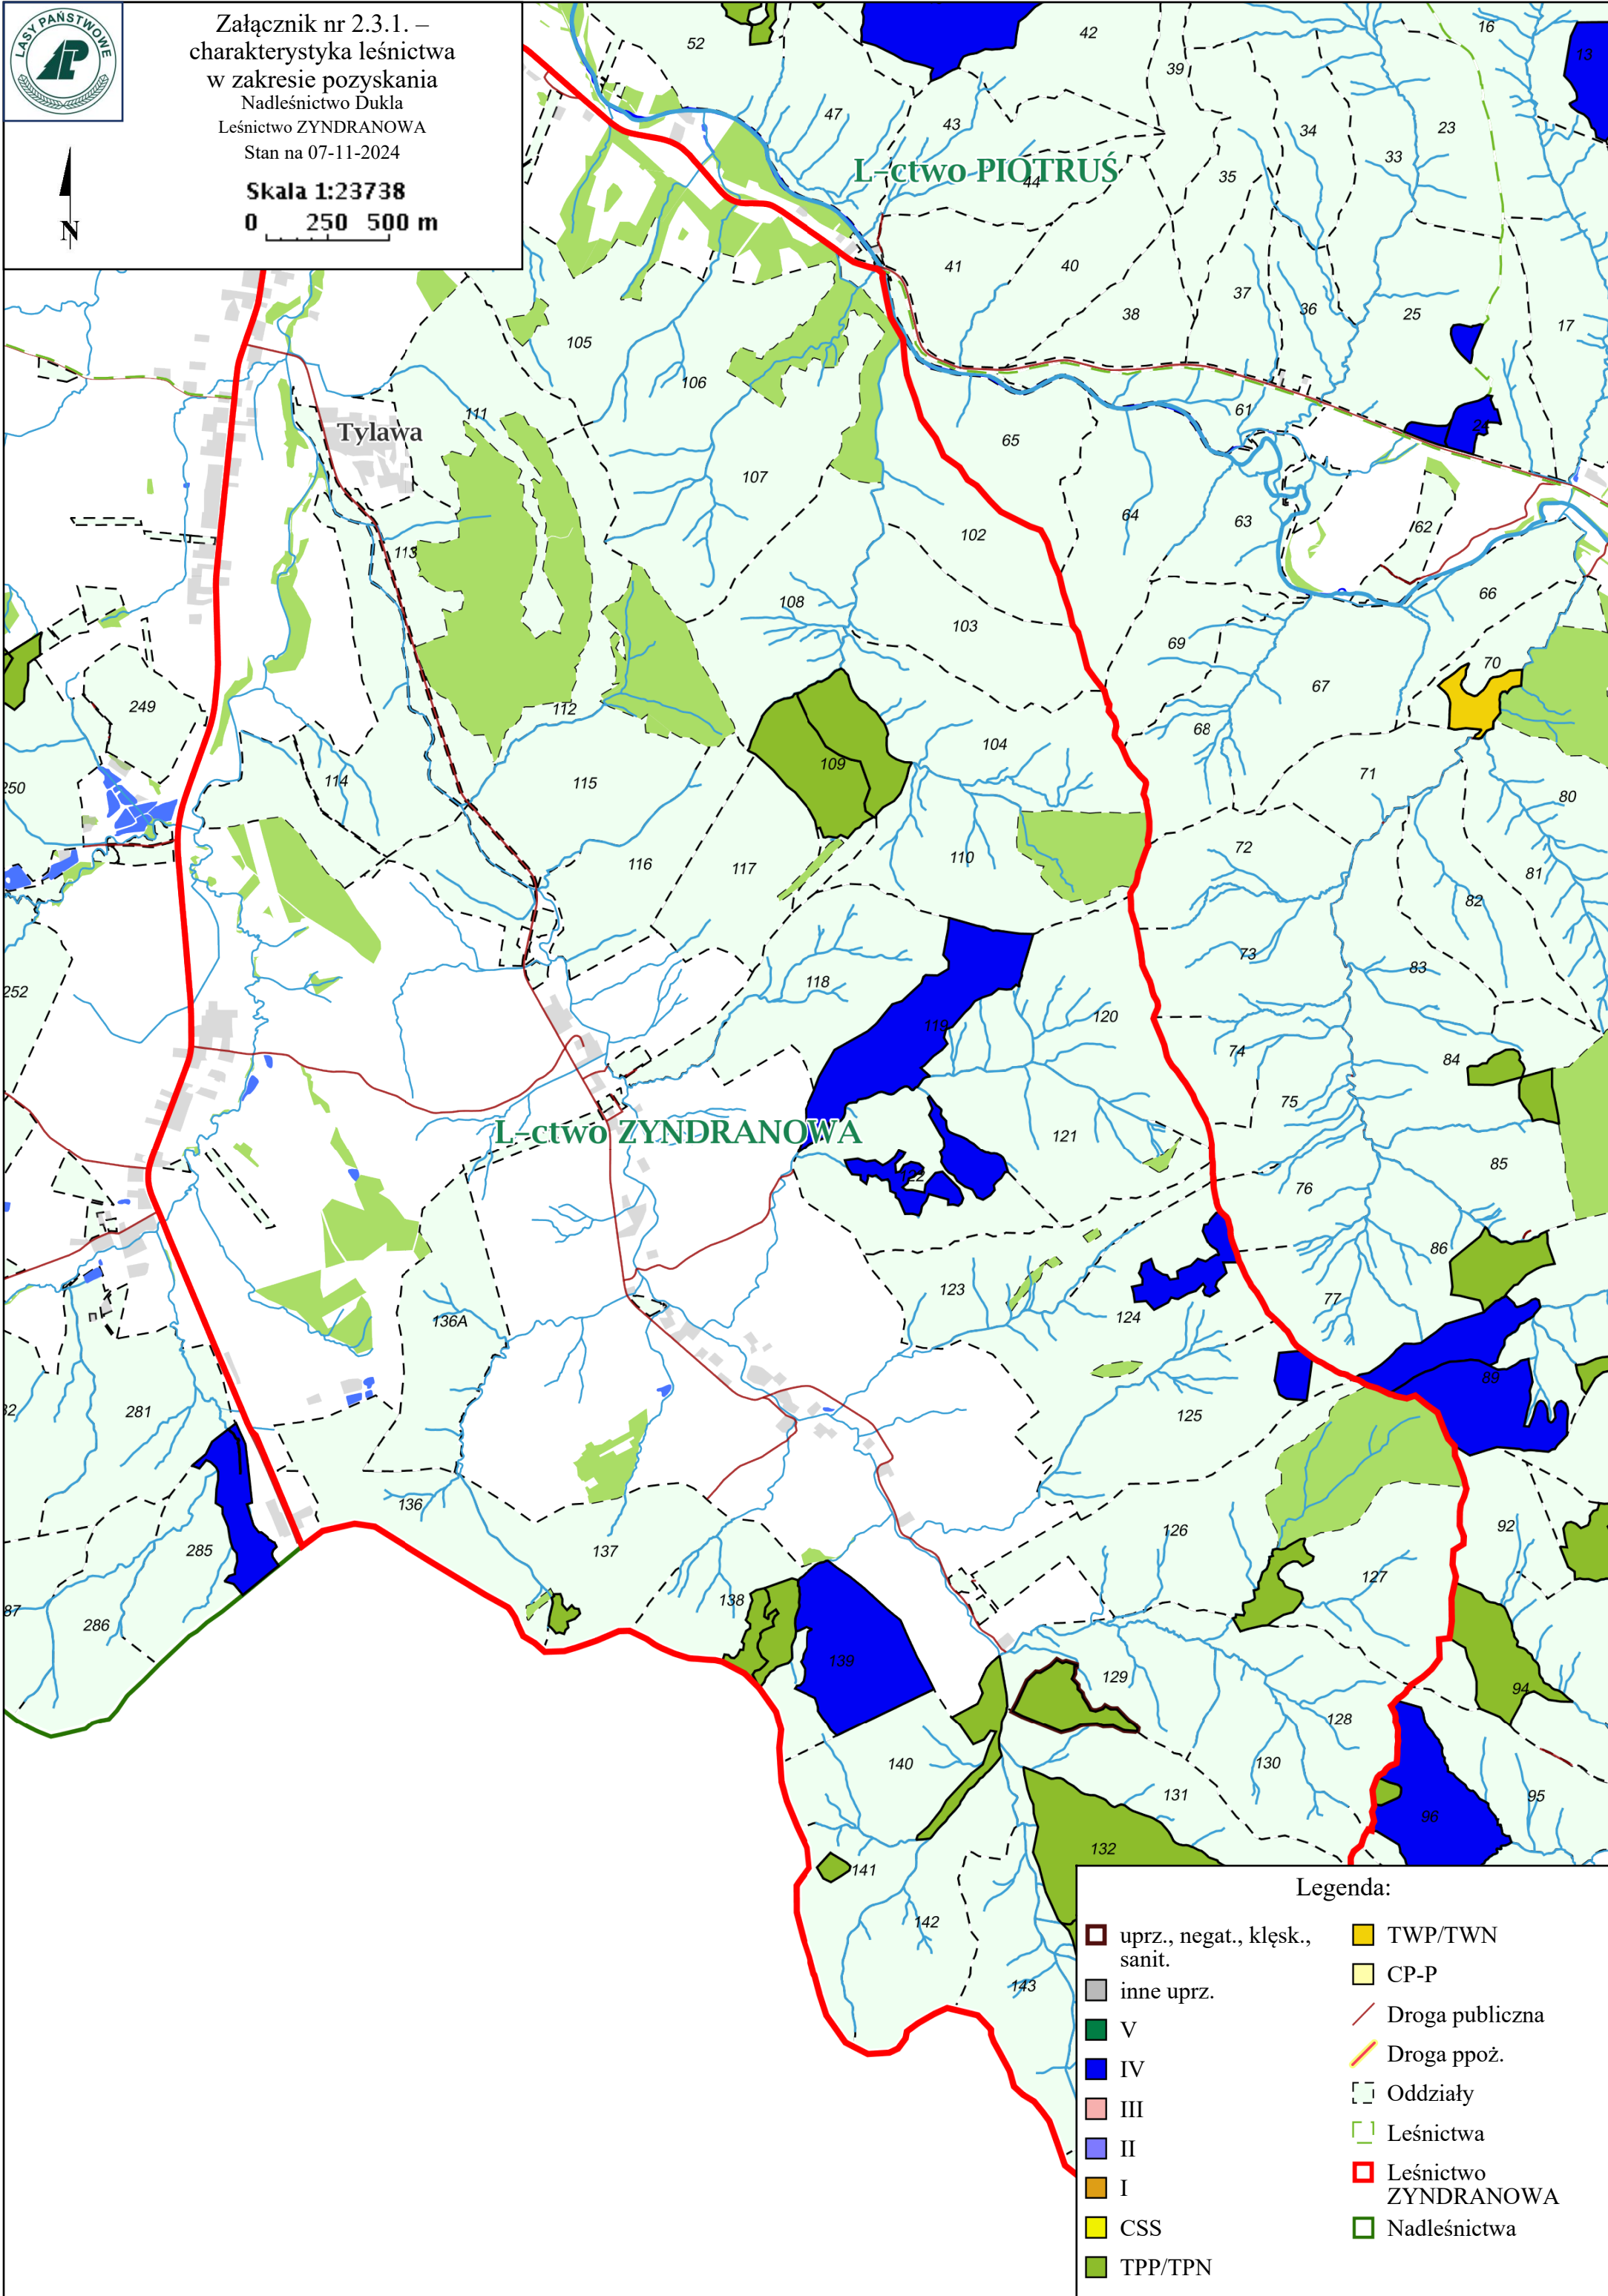 LASY PAŃSTWOWE
Załącznik nr 2.3.1. –
charakterystyka leśnictwa
w zakresie pozyskania
Nadleśnictwo Dukla
Leśnictwo ZYNDRANOWA
Stan na 07-11-2024
N
Skala 1:23738
0 250 500 m
52
42
16
13
39
47
43
34
23
33
L-ctwo PIOTRUŚ
44
35
41
40
37
36
38
25
17
105
106
111
61
24
Tylawa
65
107
64
63
62
102
113
108
66
103
69
70
67
249
112
68
104
109
71
250
114
115
80
72
116
117
110
81
82
73
83
118
252
119
120
74
84
75
L-ctwo ZYNDRANOWA
121
85
122
76
86
123
77
124
136A
89
281
125
136
92
126
285
137
127
138
87
286
139
129
94
128
140
130
131
95
96
132
141
142
143
Legenda:
uprz., negat., klęsk.,
sanit.
inne uprz.
V
IV
III
II
I
CSS
TPP/TPN
TWP/TWN
CP-P
Droga publiczna
Droga ppoż.
Oddziały
Leśnictwa
Leśnictwo
ZYNDRANOWA
Nadleśnictwa